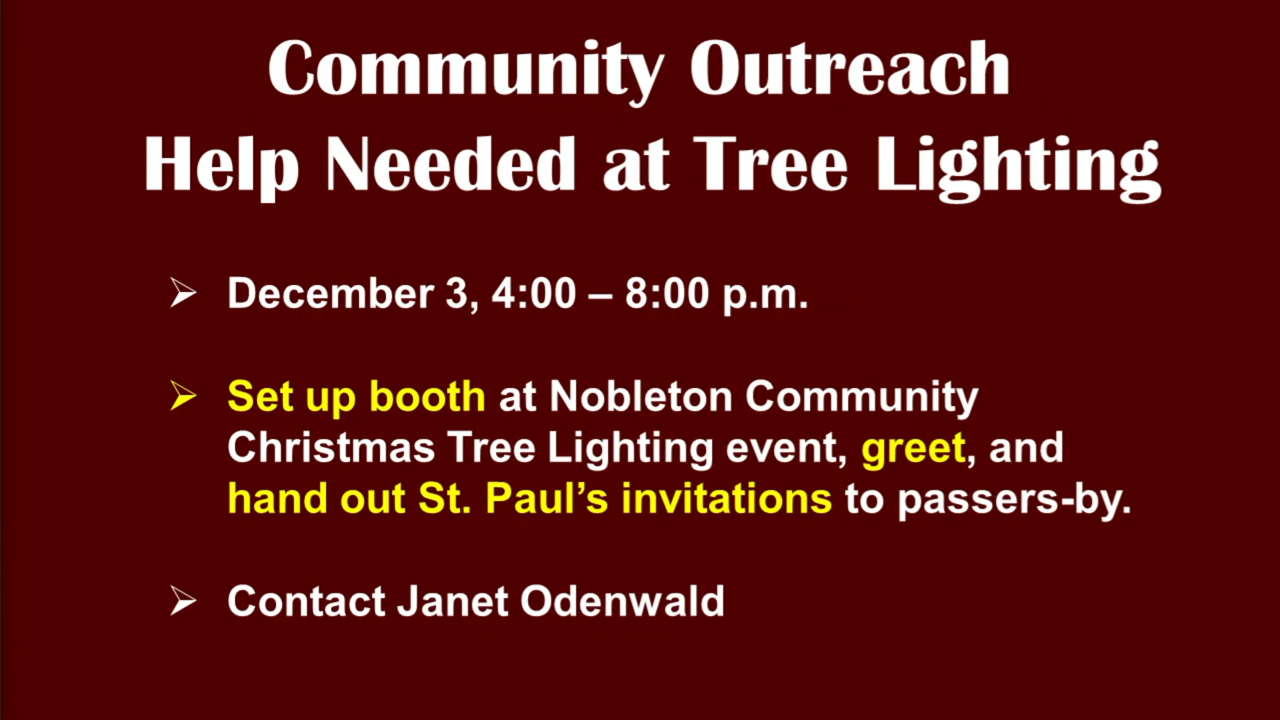 Community Outreach
Help Needed at Tree Lighting
➢ December 3, 4:00 – 8:00 p.m.
➢ Set up booth at Nobleton Community
Christmas Tree Lighting event, greet, and
hand out St. Paul’s invitations to passers-by.
➢ Contact Janet Odenwald